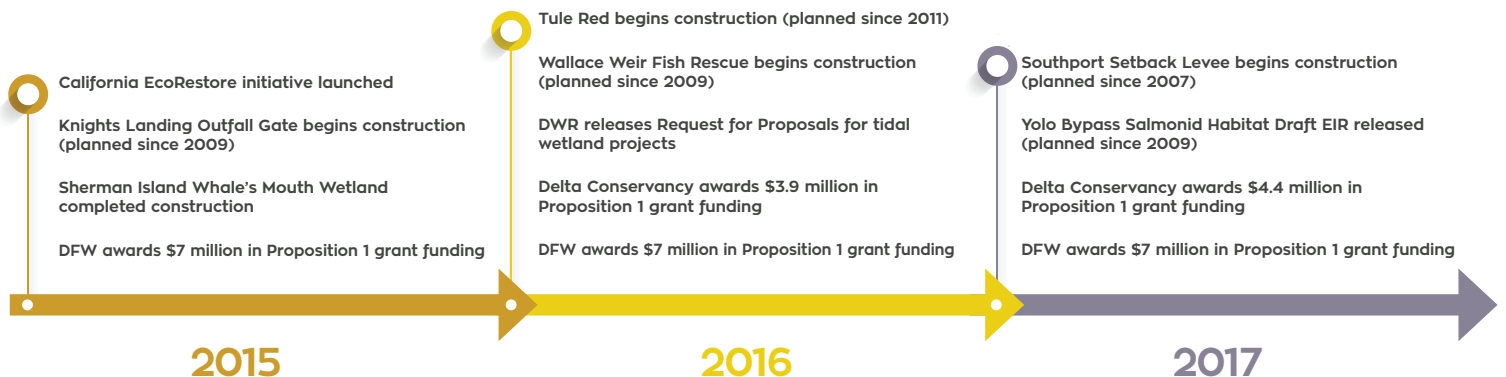 California EcoRestore initiative launched
Knights Landing Outfall Gate begins construction
(planned since 2009)
Sherman Island Whale's Mouth Wetland
completed construction
DFW awards $7 million in Proposition 1 grant funding
2015
Tule Red begins construction (planned since 2011)
Wallace Weir Fish Rescue begins construction
(planned since 2009)
DWR releases Request for Proposals for tidal
wetland projects
Delta Conservancy awards $3.9 million in
Proposition 1 grant funding
DFW awards $7 million in Proposition 1 grant funding
2016
Southport Setback Levee begins construction
(planned since 2007)
Yolo Bypass Salmonid Habitat Draft EIR released
(planned since 2009)
Delta Conservancy awards $4.4 million in
Proposition 1 grant funding
DFW awards $7 million in Proposition 1 grant funding
2017